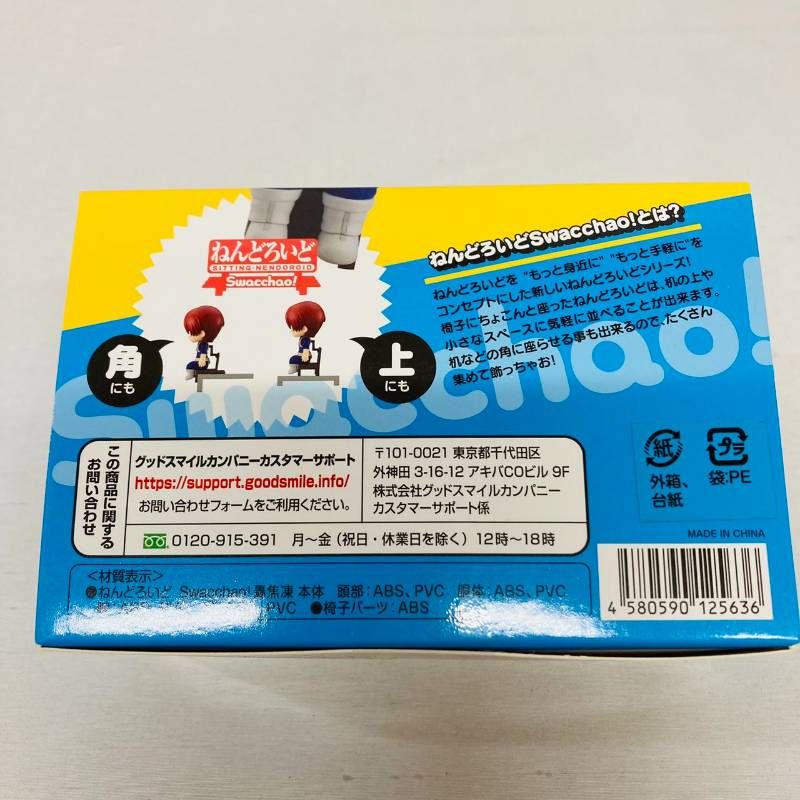 ねんどろいど
SITTING・NENDOROID
Swacchao!
角
にも
上
にも
ねんどろいどSwacchao!とは?
ねんどろいどを "もっと身近に" "もっと手軽に"を
コンセプトにした新しいねんどろいどシリーズ!
椅子にちょこんと座ったねんどろいどは、机の上や
小さなスペースに気軽に並べることが出来ます。
机などの角に座らせる事も出来るので、たくさん
集めて飾っちゃお!
Swacchao!
この商品に関する
お問い合わせ
グッドスマイルカンパニーカスタマーサポート
https://support.goodsmile.info/
お問い合わせフォームをご利用ください。
〒101-0021 東京都千代田区
外神田 3-16-12 アキバCOビル 9F
株式会社グッドスマイルカンパニー
カスタマーサポート係
0120-915-391 月～金(祝日・休業日を除く) 12時～18時
紙
外箱、
台紙
プラ
袋:PE
MADE IN CHINA
<材質表示>
●ねんどろいど Swacchao! 轟焦凍 本体 頭部:ABS、PVC 胴体:ABS、PVC
PVC ●椅子パーツ:ABS
4 580590 125636